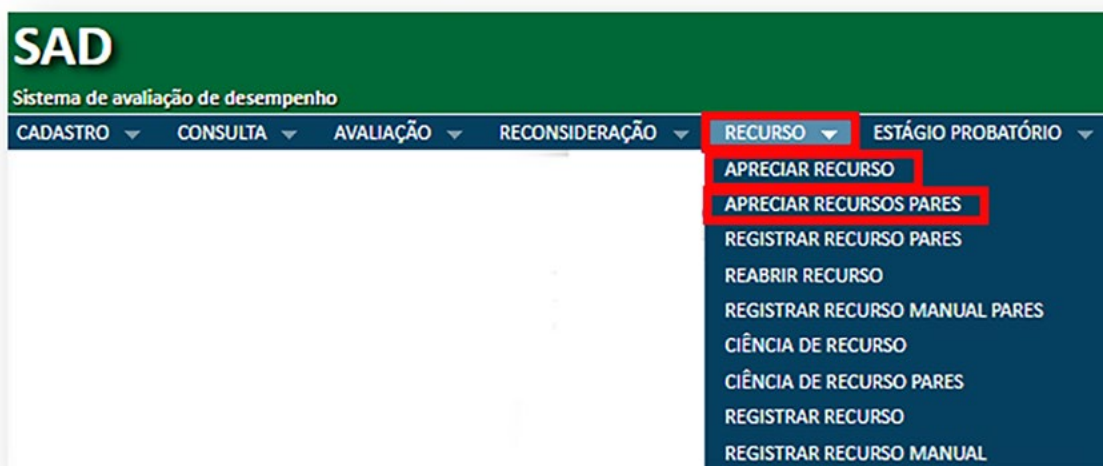 SAD
Sistema de avaliação de desempenho
CADASTRO CONSULTA AVALIAÇÃO RECONSIDERAÇÃO RECURSO ESTÁGIO PROBATÓRIO
APRECIAR RECURSO
APRECIAR RECURSOS PARES
REGISTRAR RECURSO PARES
REABRIR RECURSO
REGISTRAR RECURSO MANUAL PARES
CIÊNCIA DE RECURSO
CIÊNCIA DE RECURSO PARES
REGISTRAR RECURSO
REGISTRAR RECURSO MANUAL